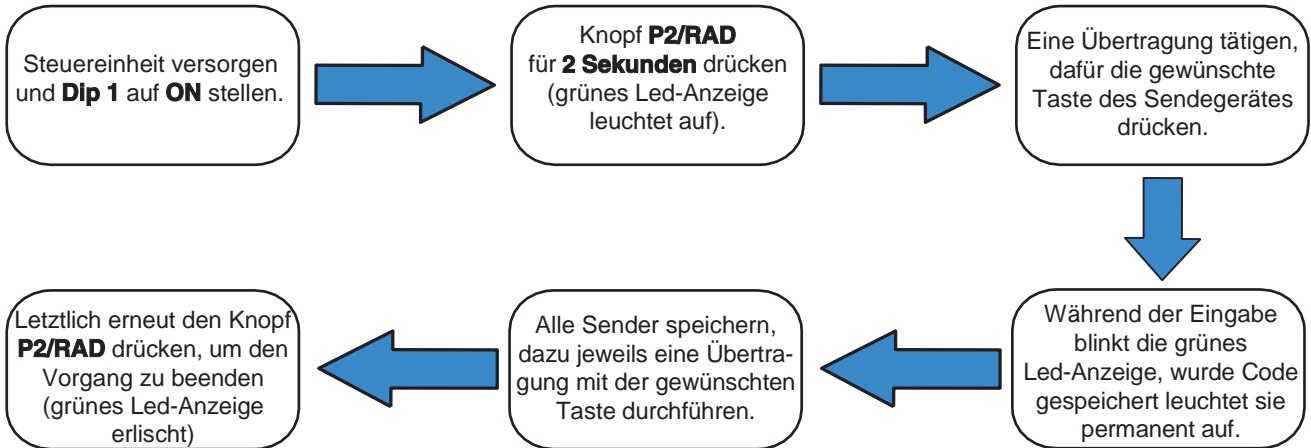 Steuereinheit versorgen
und Dip 1 auf ON stellen.
Knopf P2/RAD
für 2 Sekunden drücken
(grünes Led-Anzeige
leuchtet auf).
Eine Übertragung tätigen,
dafür die gewünschte
Taste des Sendegerätes
drücken.
Während der Eingabe
blinkt die grünes
Led-Anzeige, wurde Code
gespeichert leuchtet sie
permanent auf.
Alle Sender speichern,
dazu jeweils eine Übertra-
gung mit der gewünschten
Taste durchführen.
Letztlich erneut den Knopf
P2/RAD drücken, um den
Vorgang zu beenden
(grünes Led-Anzeige
erlischt)